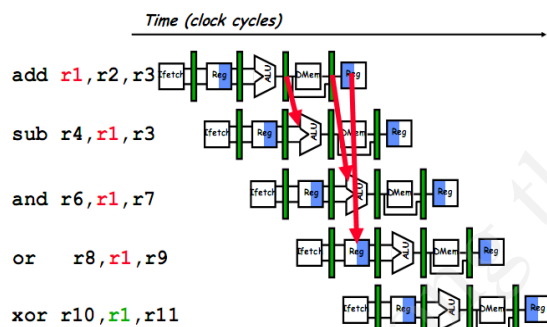 Time (clock cycles)
add r1,r2,r3 Ifetch Reg ALU DMem Reg
sub r4,r1,r3 Ifetch Reg ALU DMem Reg
and r6,r1,r7 Ifetch Reg ALU DMem Reg
or r8,r1,r9 Ifetch Reg ALU DMem Reg
xor r10,r1,r11 Ifetch Reg ALU DMem Reg